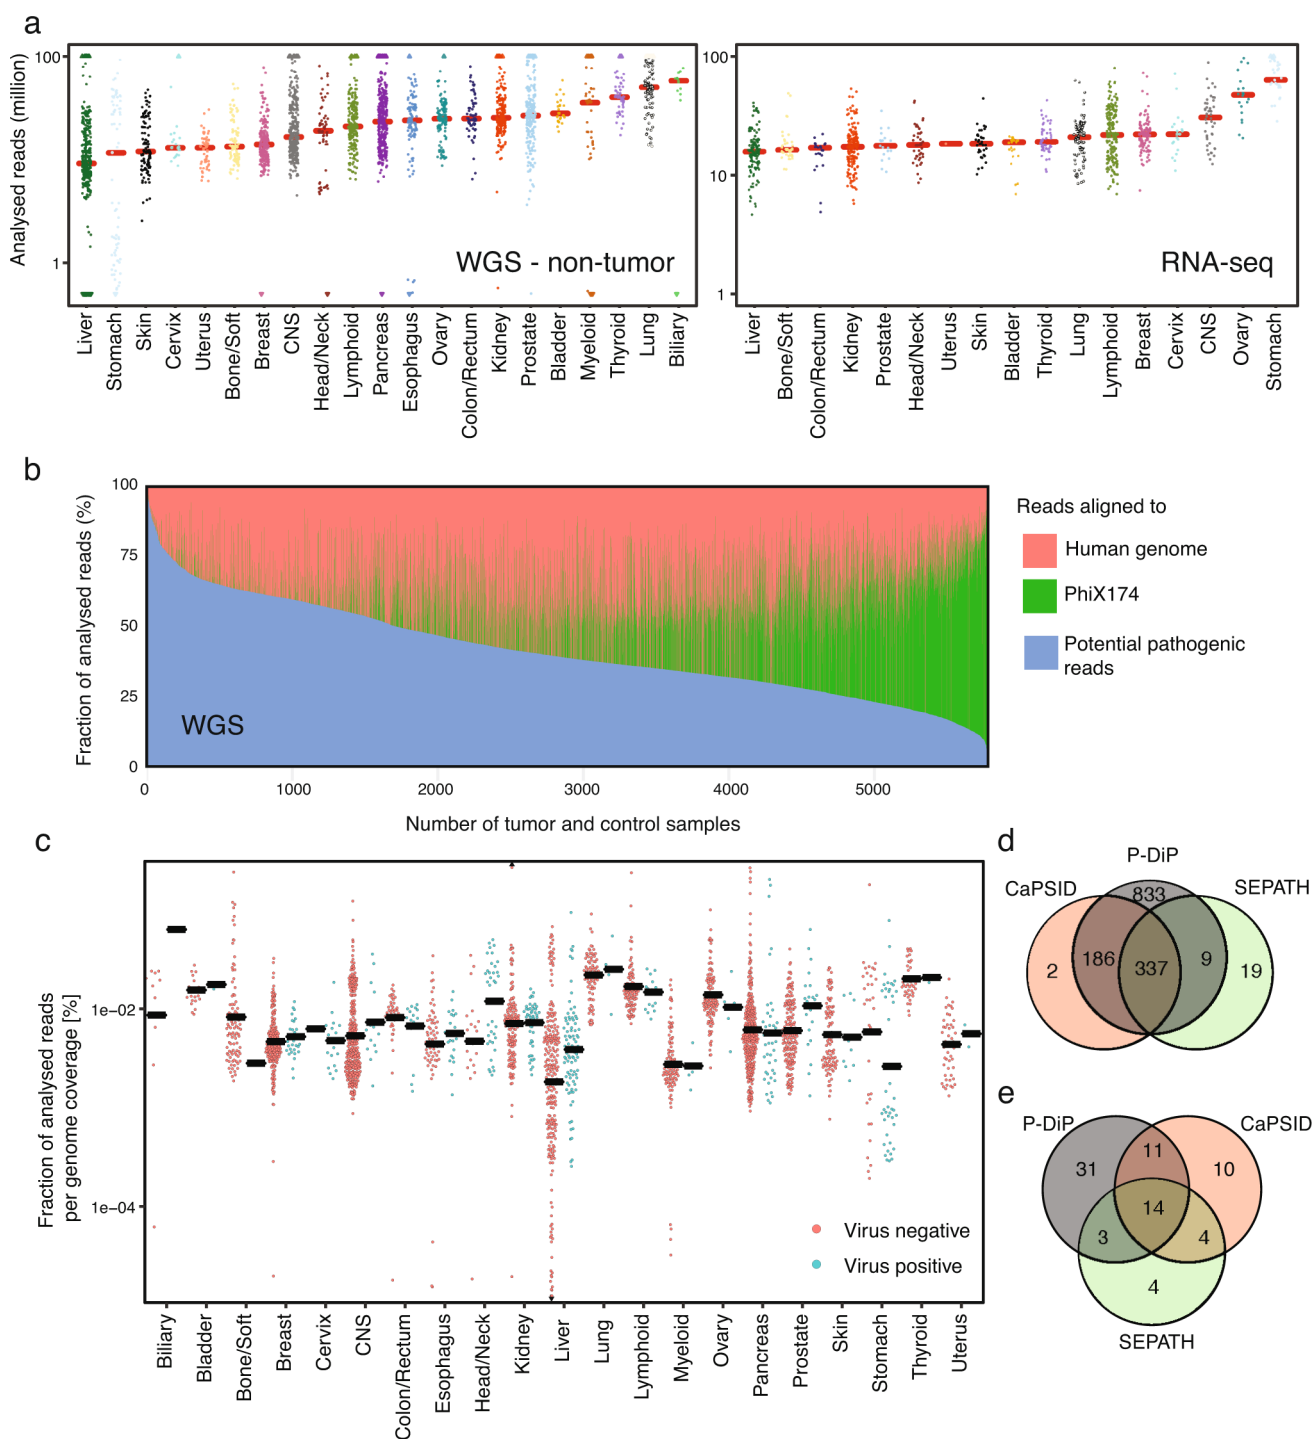 a
Analysed reads (million)
100
1
WGS - non-tumor
Liver
Stomach
Skin
Cervix
Uterus
Bone/Soft
Breast
CNS
Head/Neck
Lymphoid
Pancreas
Esophagus
Ovary
Colon/Rectum
Kidney
Prostate
Bladder
Myeloid
Thyroid
Lung
Biliary
100
10
1
RNA-seq
Liver
Bone/Soft
Colon/Rectum
Kidney
Prostate
Head/Neck
Uterus
Skin
Bladder
Thyroid
Lung
Lymphoid
Breast
Cervix
CNS
Ovary
Stomach
b
Fraction of analysed reads (%)
100
75
50
25
0
WGS
0
1000
2000
3000
4000
5000
Number of tumor and control samples
Reads aligned to
Human genome
PhiX174
Potential pathogenic
reads
c
Fraction of analysed reads
per genome coverage [%]
1e−02
1e−04
Virus negative
Virus positive
Biliary
Bladder
Bone/Soft
Breast
Cervix
CNS
Colon/Rectum
Esophagus
Head/Neck
Kidney
Liver
Lung
Lymphoid
Myeloid
Ovary
Pancreas
Prostate
Skin
Stomach
Thyroid
Uterus
d
P-DiP
CaPSID
SEPATH
833
2
186
337
9
19
e
P-DiP
CaPSID
31
11
10
14
3
4
4
SEPATH